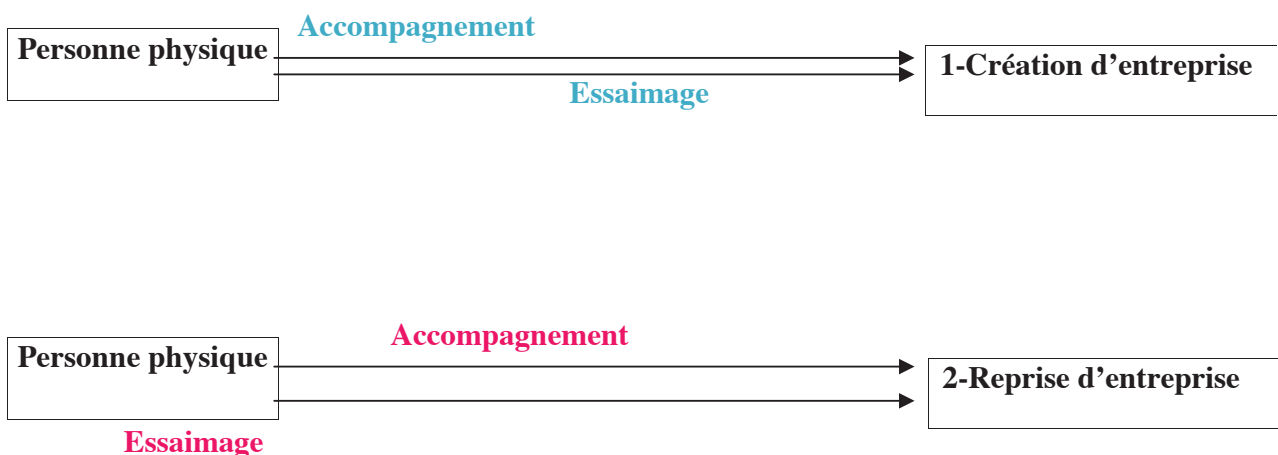 Accompagnement
Personne physique
1-Création d’entreprise
Essaimage
Accompagnement
Personne physique
2-Reprise d’entreprise
Essaimage